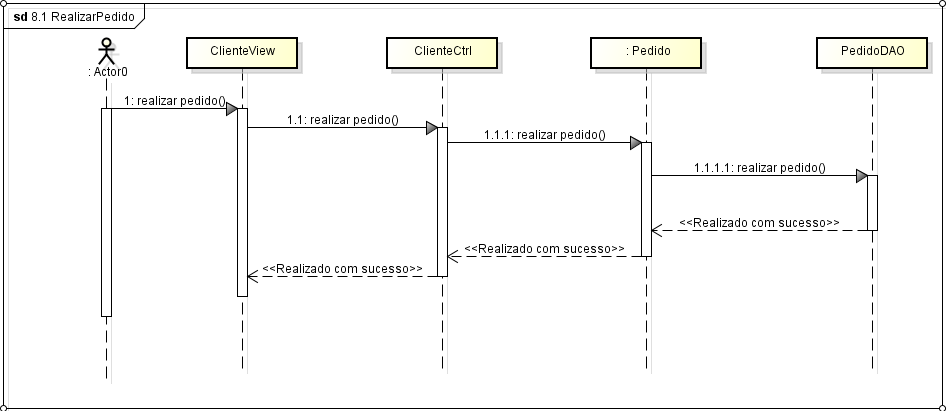 sd 8.1 RealizarPedido
: Actor0
ClienteView
ClienteCtrl
: Pedido
PedidoDAO
1: realizar pedido()
1.1: realizar pedido()
1.1.1: realizar pedido()
1.1.1.1: realizar pedido()
<<Realizado com sucesso>>
<<Realizado com sucesso>>
<<Realizado com sucesso>>